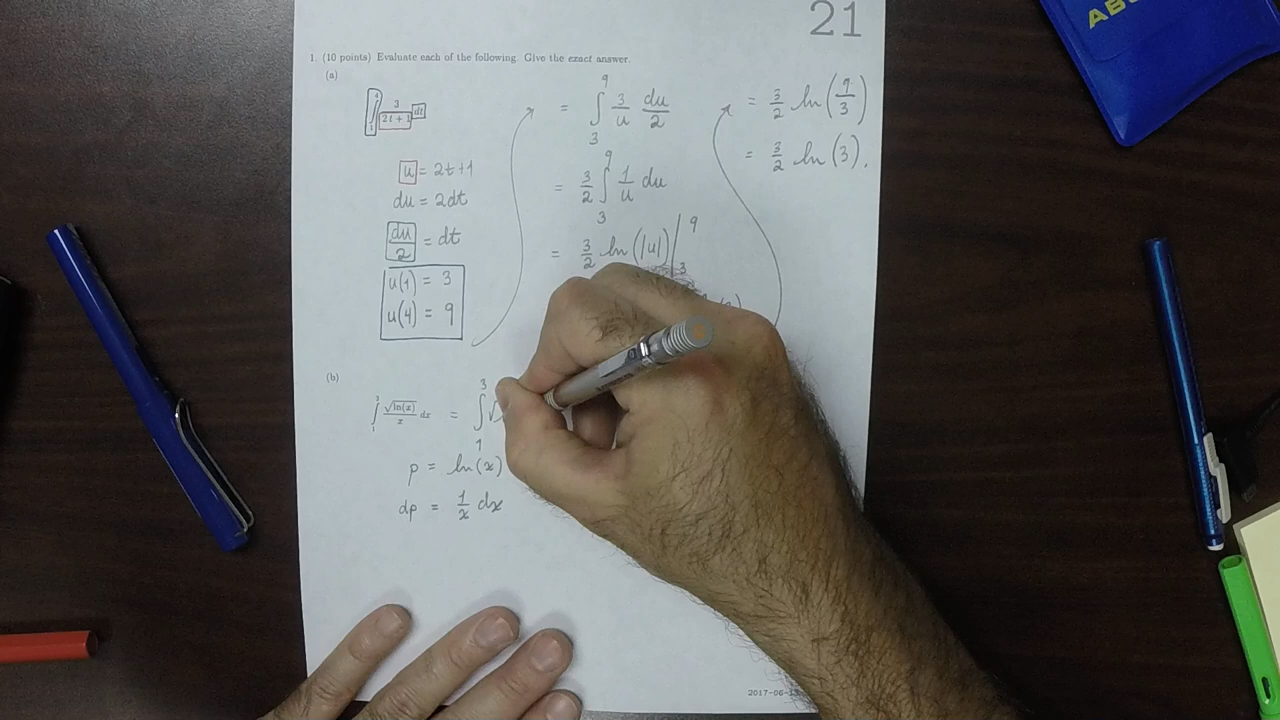 21
1. (10 points) Evaluate each of the following. Give the exact answer.
(a)
∫₁⁴ 3/(2t + 1) dt
u = 2t+1
du = 2dt
du/2 = dt
u(1) = 3
u(4) = 9
= ∫₃⁹ 3/u du/2
= 3/2 ∫₃⁹ 1/u du
= 3/2 ln(|u|) |₃⁹
= 3/2 ln(9/3)
= 3/2 ln(3).
(b)
∫₁³ √ln(x)/x dx = ∫₁³ √
p = ln(x)
dp = 1/x dx